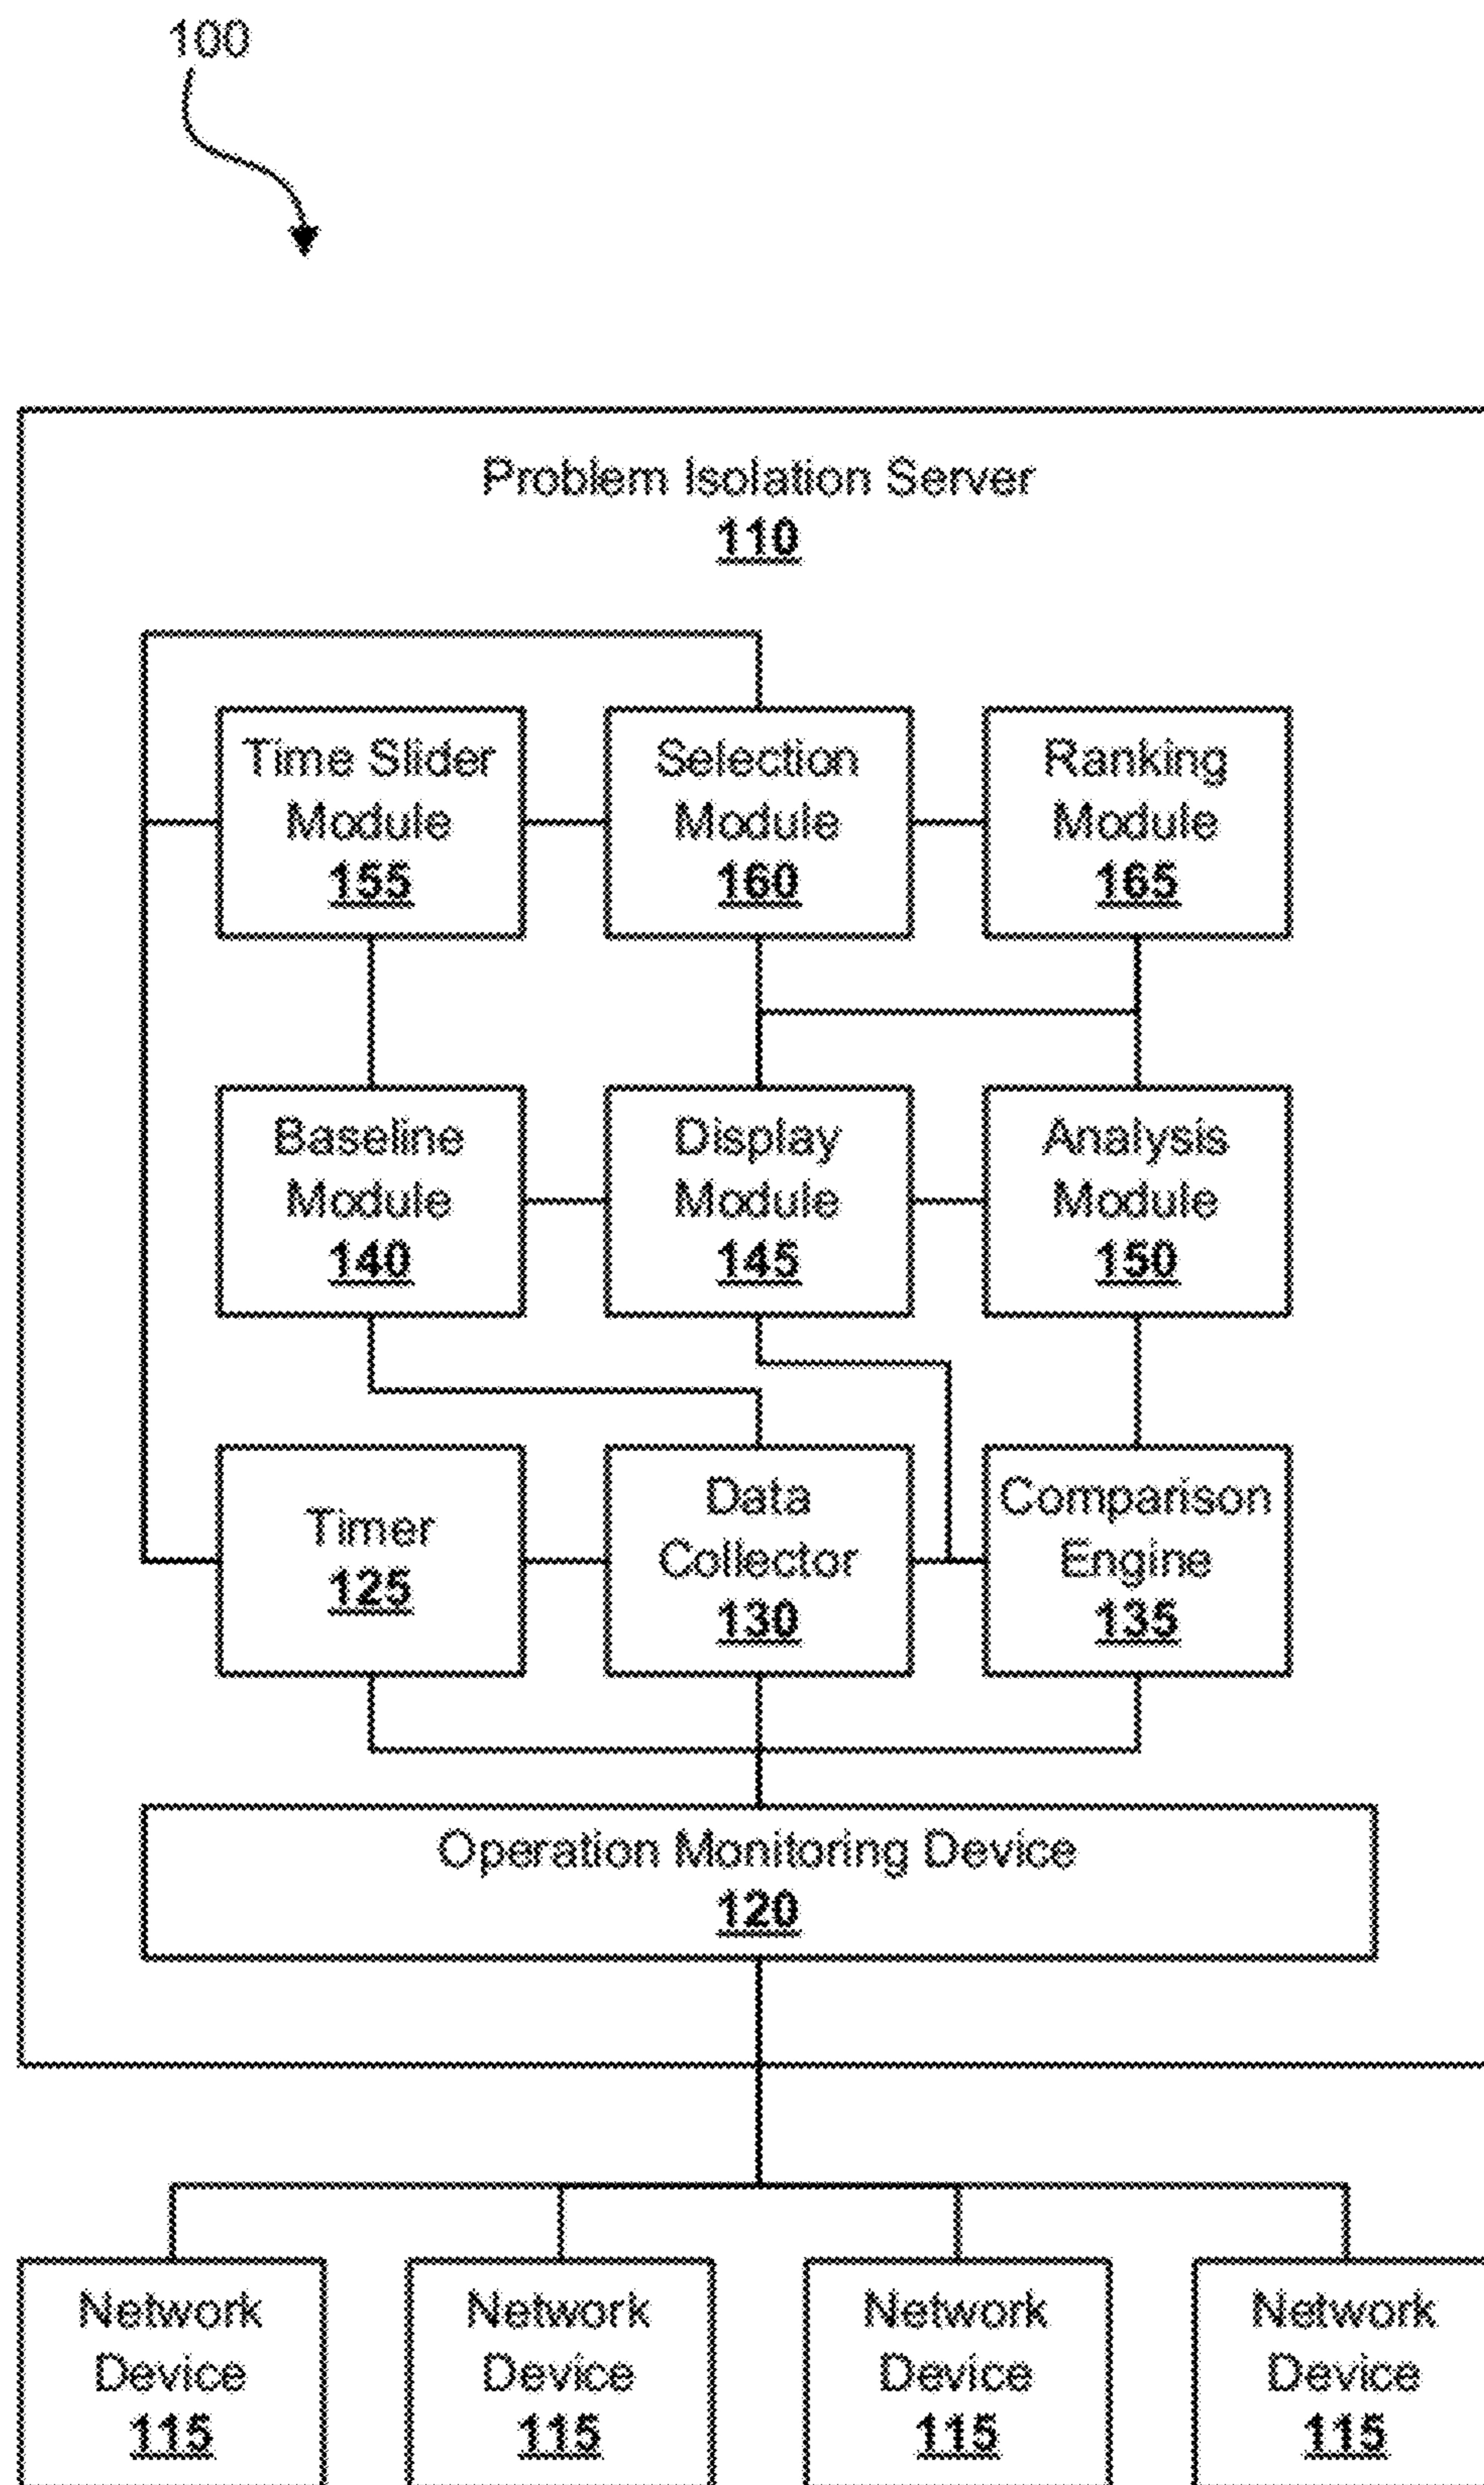 100
Problem Isolation Server
110
Time Slider
Module
155
Selection
Module
160
Ranking
Module
165
Baseline
Module
140
Display
Module
145
Analysis
Module
150
Timer
125
Data
Collector
130
Comparison
Engine
135
Operation Monitoring Device
120
Network
Device
115
Network
Device
115
Network
Device
115
Network
Device
115